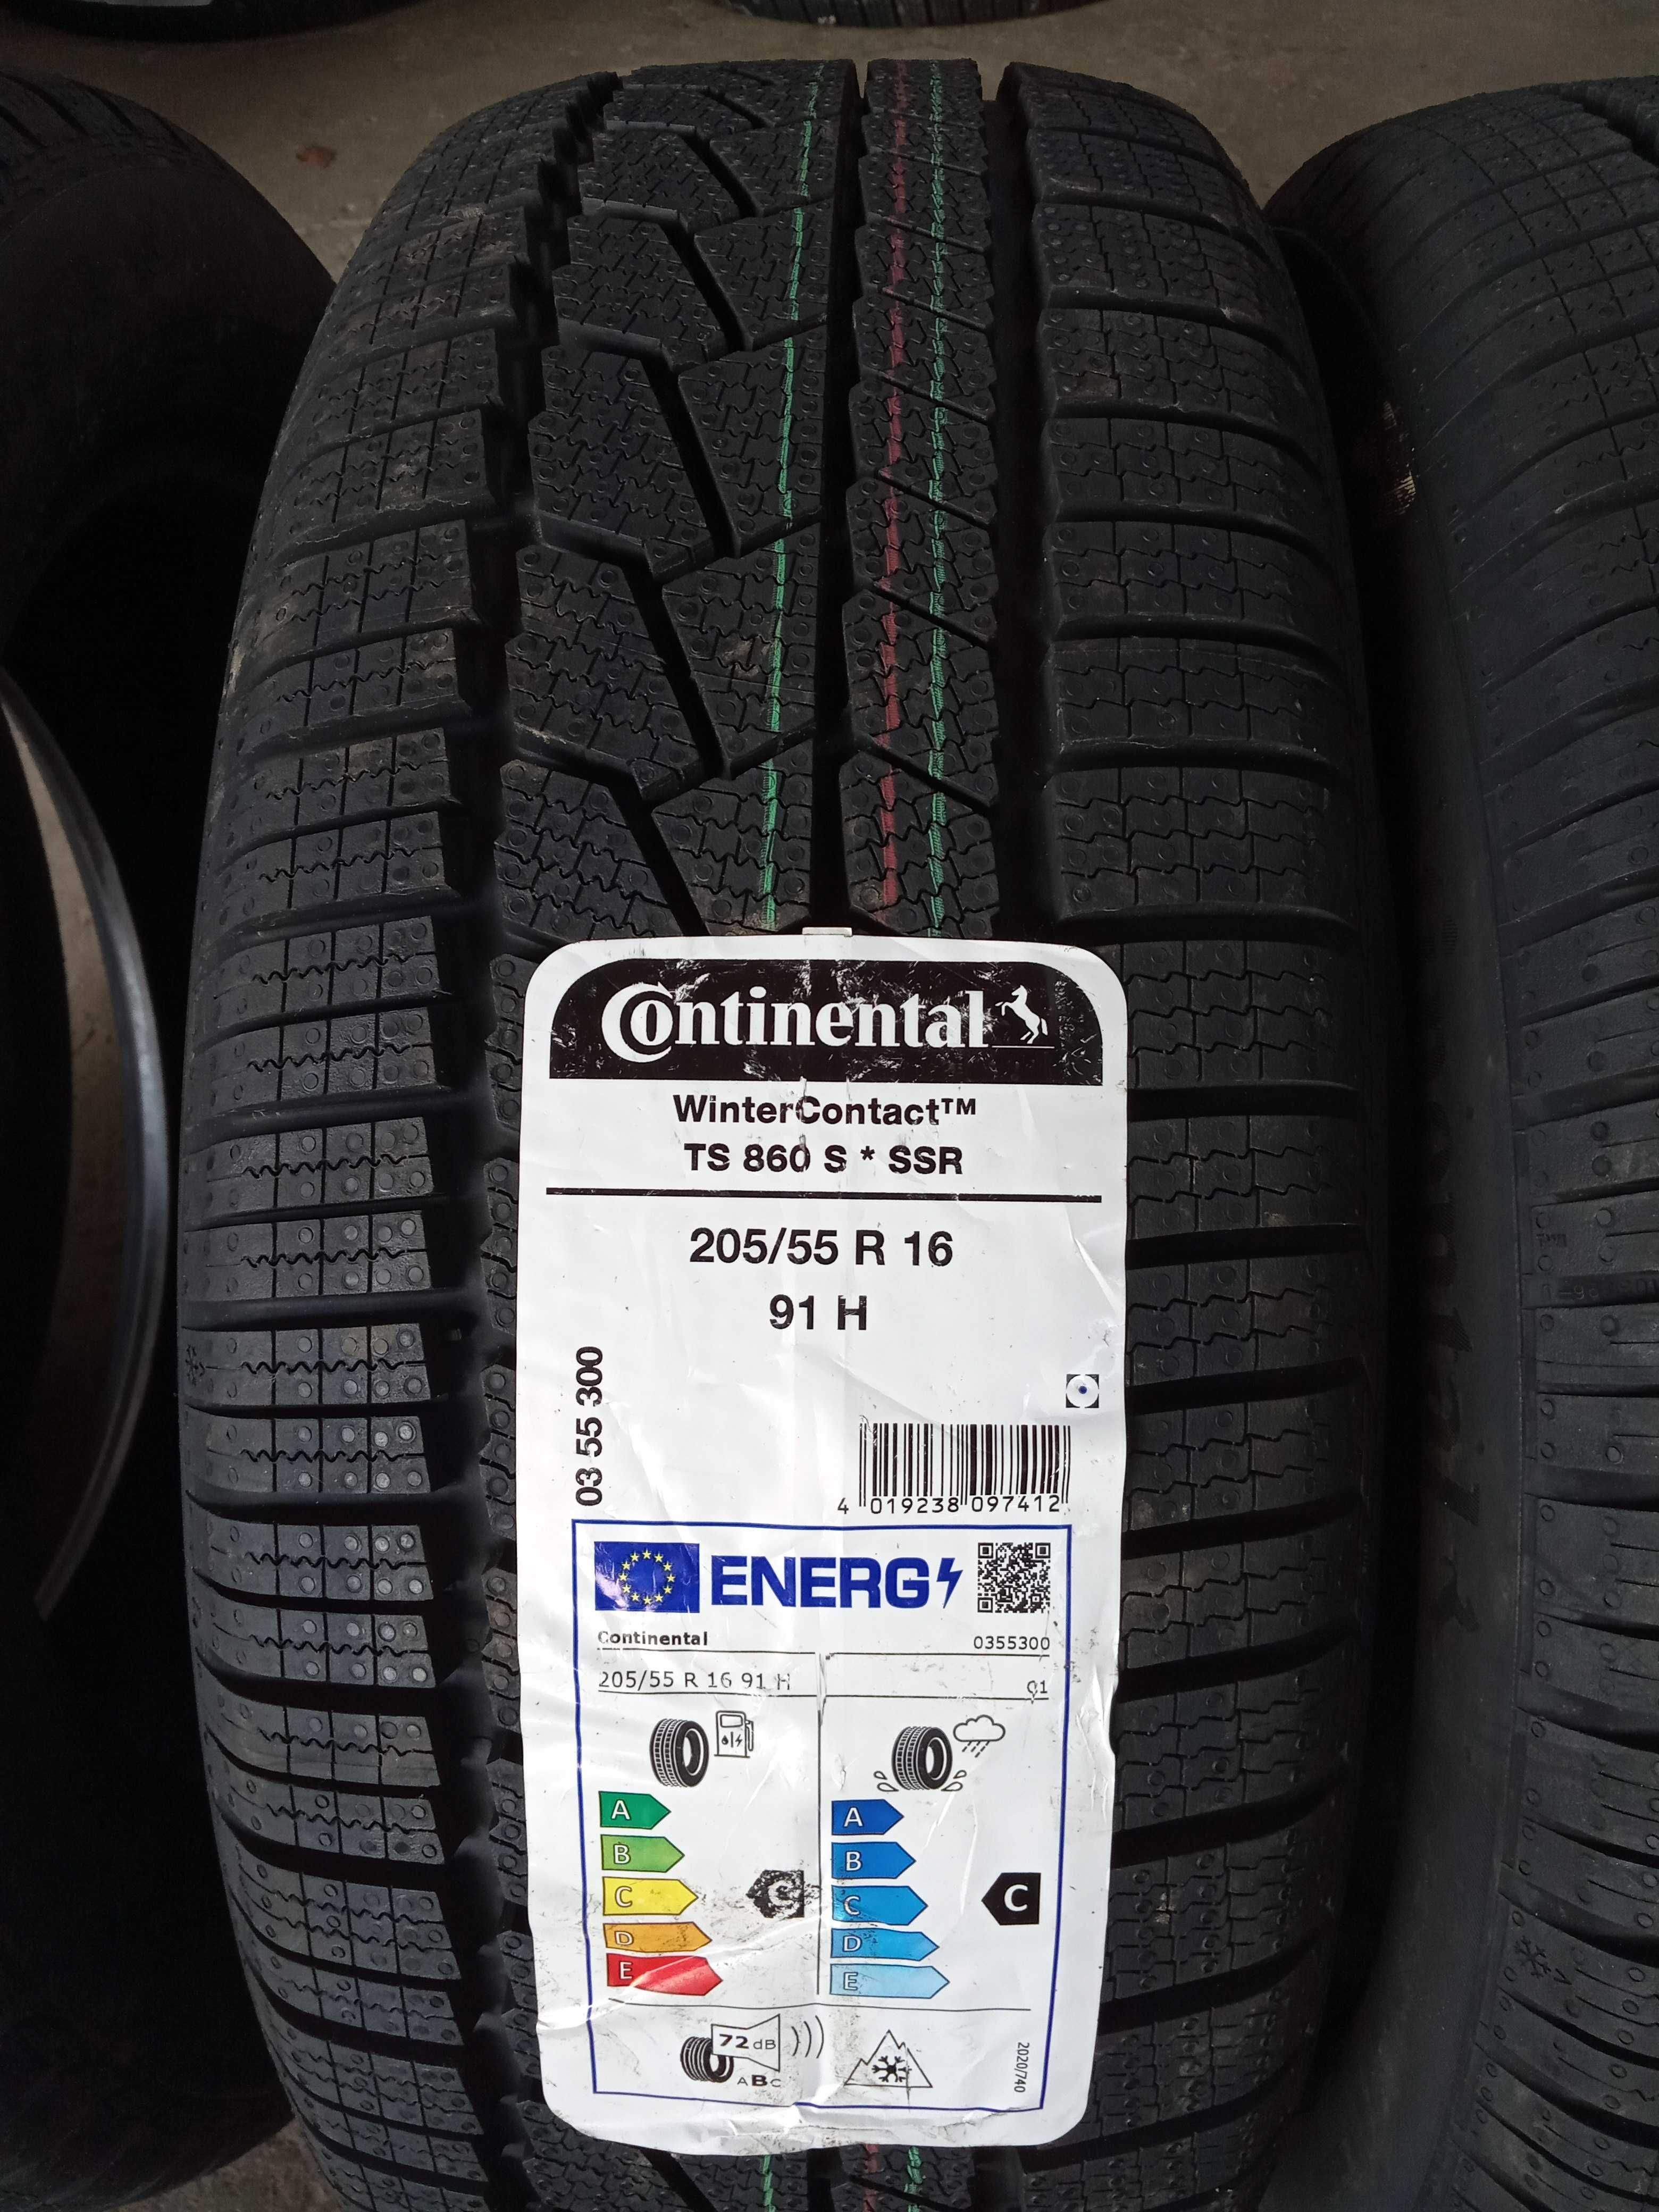 Continental
WinterContact™
TS 860 S * SSR
205/55 R 16
91 H
03 55 300
4 019238 097412
ENERG
Continental 0355300
205/55 R 16 91 H C1
A A
B B
C C C C
D D
E E
72 dB
ABC
2020/740